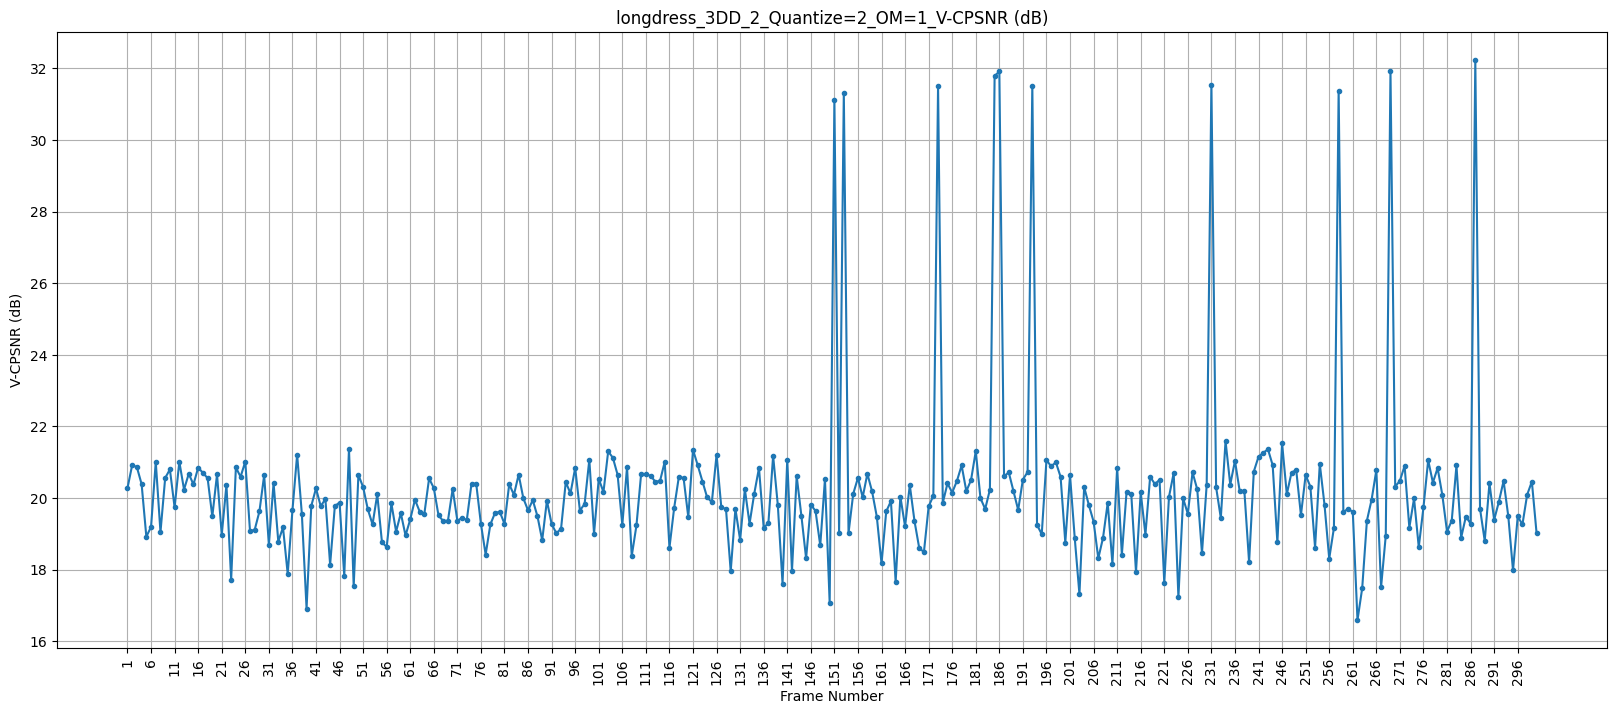 longdress_3DD_2_Quantize=2_OM=1_V-CPSNR (dB)
32
30
28
26
24
22
20
18
16
V-CPSNR (dB)
1 6 11 16 21 26 31 36 41 46 51 56 61 66 71 76 81 86 91 96 101 106 111 116 121 126 131 136 141 146 151 156 161 166 171 176 181 186 191 196 201 206 211 216 221 226 231 236 241 246 251 256 261 266 271 276 281 286 291 296
Frame Number